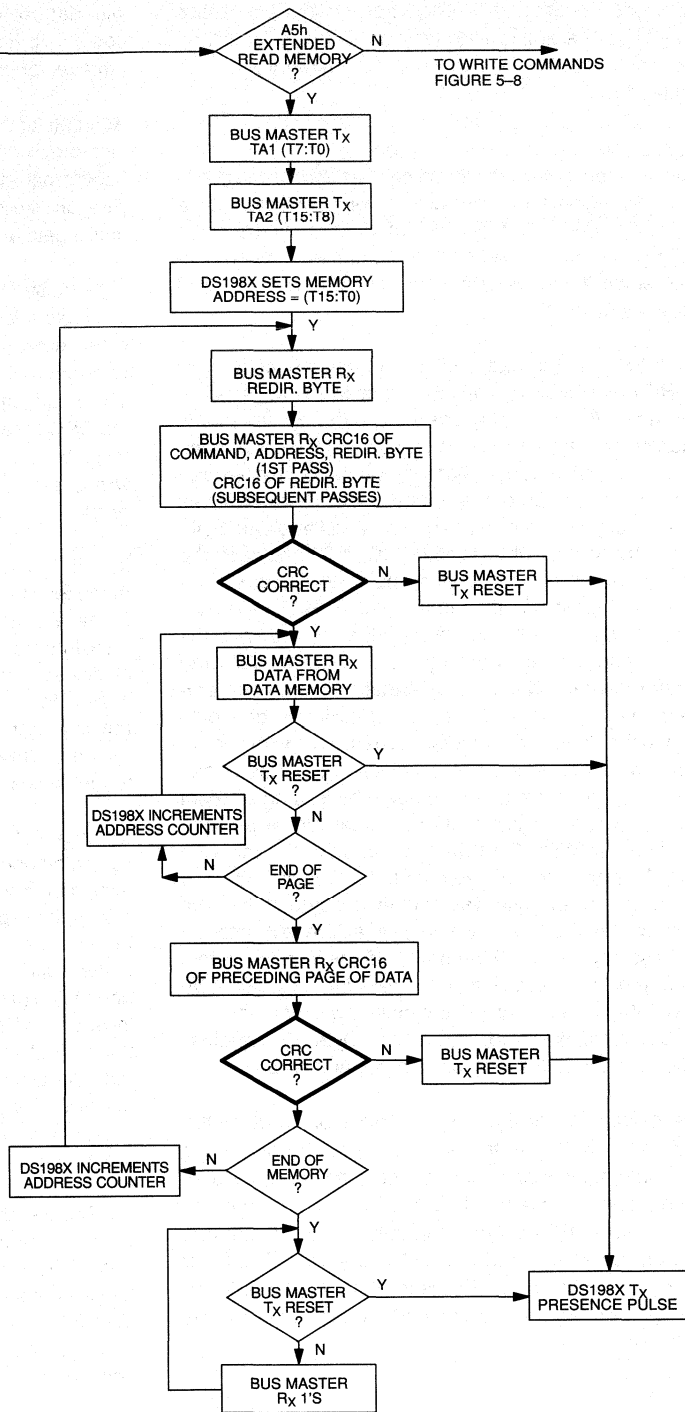 A5h
EXTENDED
READ MEMORY
?
N
TO WRITE COMMANDS
FIGURE 5–8
Y
BUS MASTER TX
TA1 (T7:T0)
BUS MASTER TX
TA2 (T15:T8)
DS198X SETS MEMORY
ADDRESS = (T15:T0)
Y
BUS MASTER RX
REDIR. BYTE
BUS MASTER RX CRC16 OF
COMMAND, ADDRESS, REDIR. BYTE
(1ST PASS)
CRC16 OF REDIR. BYTE
(SUBSEQUENT PASSES)
CRC
CORRECT
?
N
BUS MASTER
TX RESET
Y
BUS MASTER RX
DATA FROM
DATA MEMORY
BUS MASTER
TX RESET
?
Y
N
DS198X INCREMENTS
ADDRESS COUNTER
END OF
PAGE
?
N
Y
BUS MASTER RX CRC16
OF PRECEDING PAGE OF DATA
CRC
CORRECT
?
N
BUS MASTER
TX RESET
END OF
MEMORY
?
N
DS198X INCREMENTS
ADDRESS COUNTER
Y
BUS MASTER
TX RESET
?
Y
DS198X TX
PRESENCE PULSE
N
BUS MASTER
RX 1'S